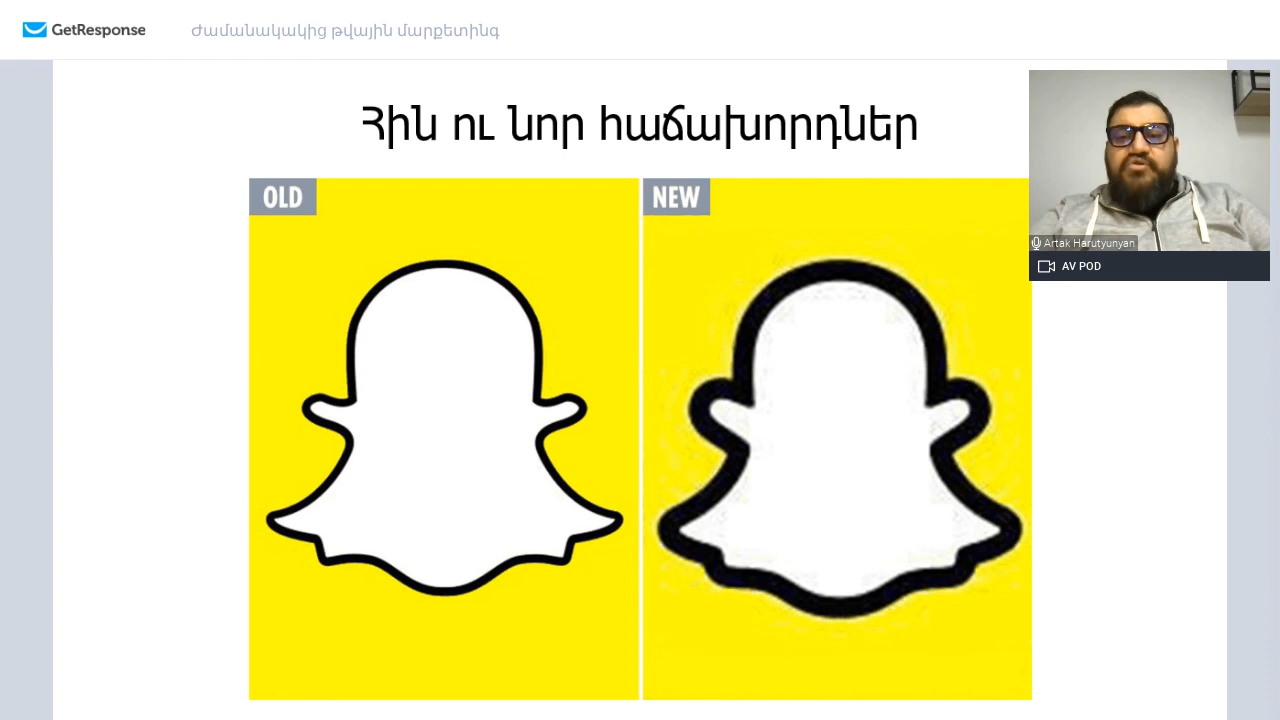 GetResponse
Ժամանակակից թվային մարքետինգ
Հին ու նոր հաճախորդներ
OLD
NEW
Artak Harutyunyan
AV POD